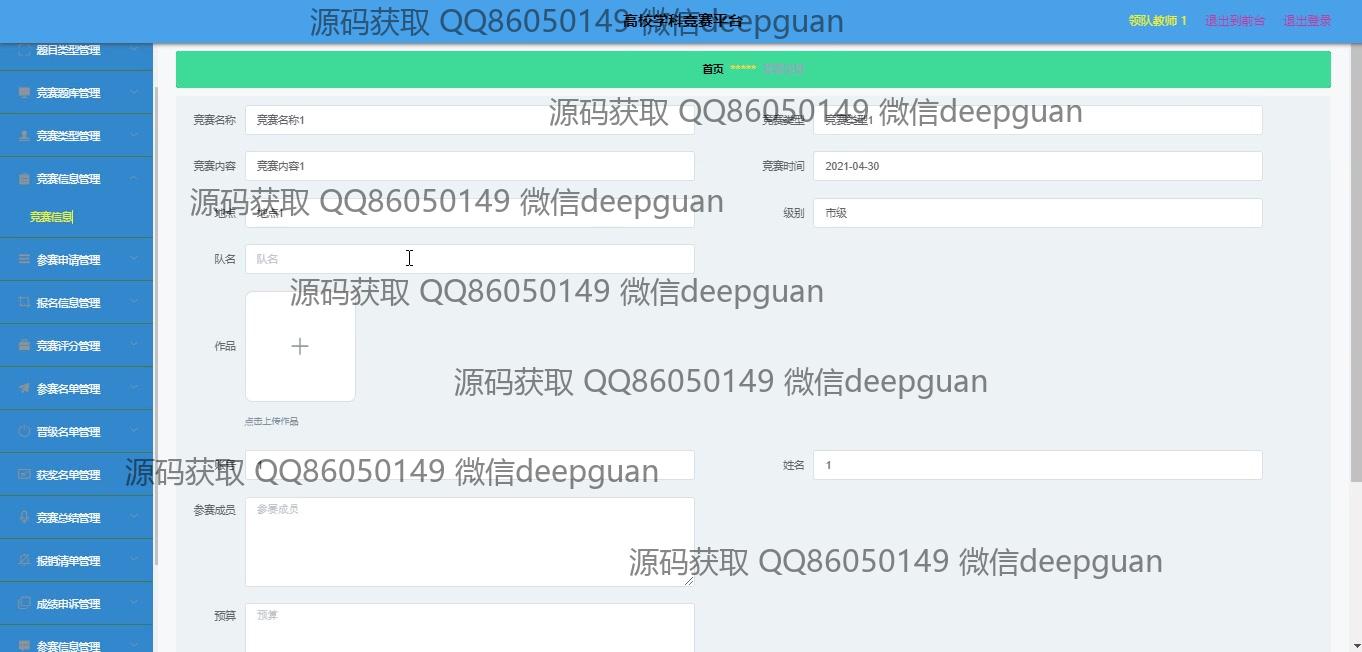 源码获取 QQ86050149 微信deepguan
高校学科竞赛平台
领队教师 1 退出到前台 退出登录
题目类型管理
竞赛题库管理
竞赛类型管理
竞赛信息管理
竞赛信息
参赛申请管理
报名信息管理
竞赛评分管理
参赛名单管理
晋级名单管理
获奖名单管理
竞赛总结管理
报销清单管理
成绩申诉管理
参赛信息管理
首页 ***** 竞赛信息
源码获取 QQ86050149 微信deepguan
竞赛名称 竞赛名称1 竞赛类型 竞赛类型1
竞赛内容 竞赛内容1 竞赛时间 2021-04-30
源码获取 QQ86050149 微信deepguan
地点 地点1 级别 市级
队名 队名
源码获取 QQ86050149 微信deepguan
作品
源码获取 QQ86050149 微信deepguan
点击上传作品
源码获取 QQ86050149 微信deepguan
账号 1 姓名 1
参赛成员 参赛成员
源码获取 QQ86050149 微信deepguan
预算 预算